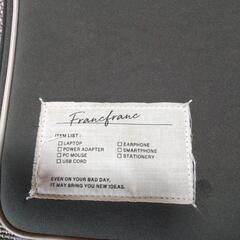 Francfranc
ITEM LIST :
□ LAPTOP □ EARPHONE
□ POWER ADAPTER □ SMARTPHONE
□ PC MOUSE □ STATIONERY
□ USB CORD
EVEN ON YOUR BAD DAY,
IT MAY BRING YOU NEW IDEAS.